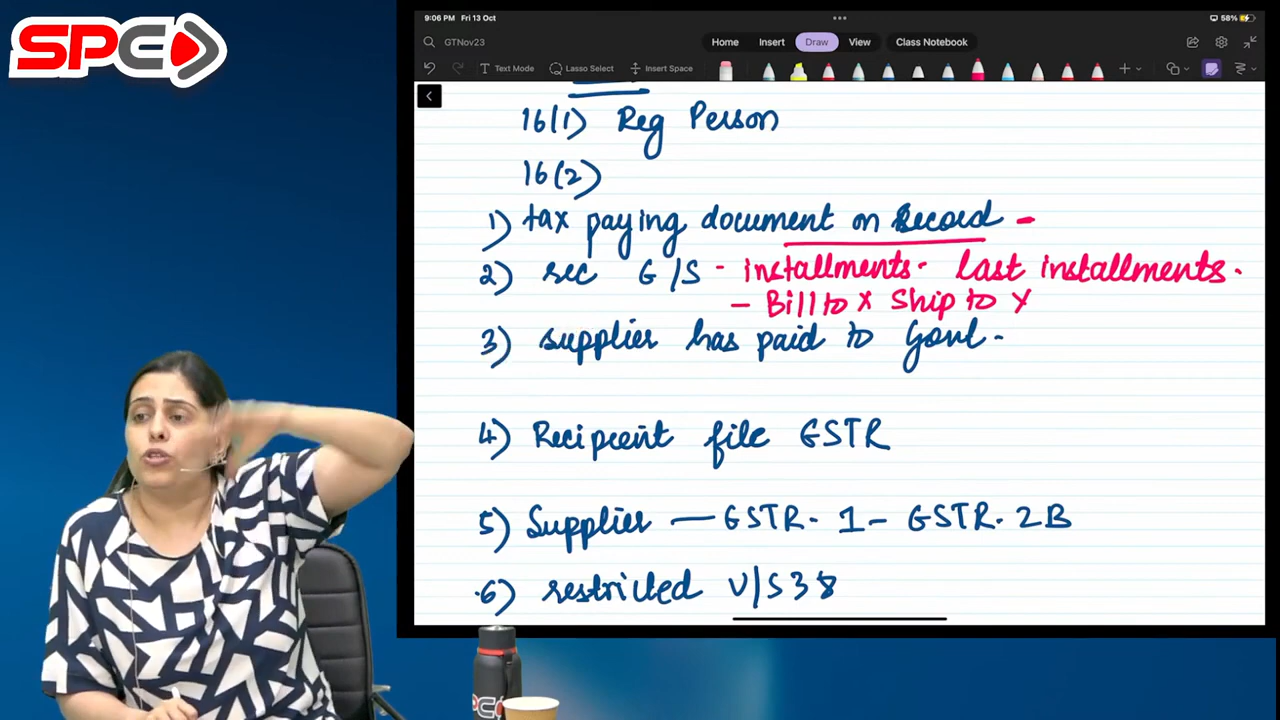 SPC
9:06 PM Fri 13 Oct
58%
GTNov23
Home Insert Draw View Class Notebook
Text Mode Lasso Select Insert Space
16(1) Reg Person
16(2)
1) tax paying document on Record -
2) rec G/S - installments - last installments.
- Bill to X Ship to Y
3) supplier has paid to Govt.
4) Recipient file GSTR
5) Supplier - GSTR-1 - GSTR-2B
6) restricted U/S 38
SPC